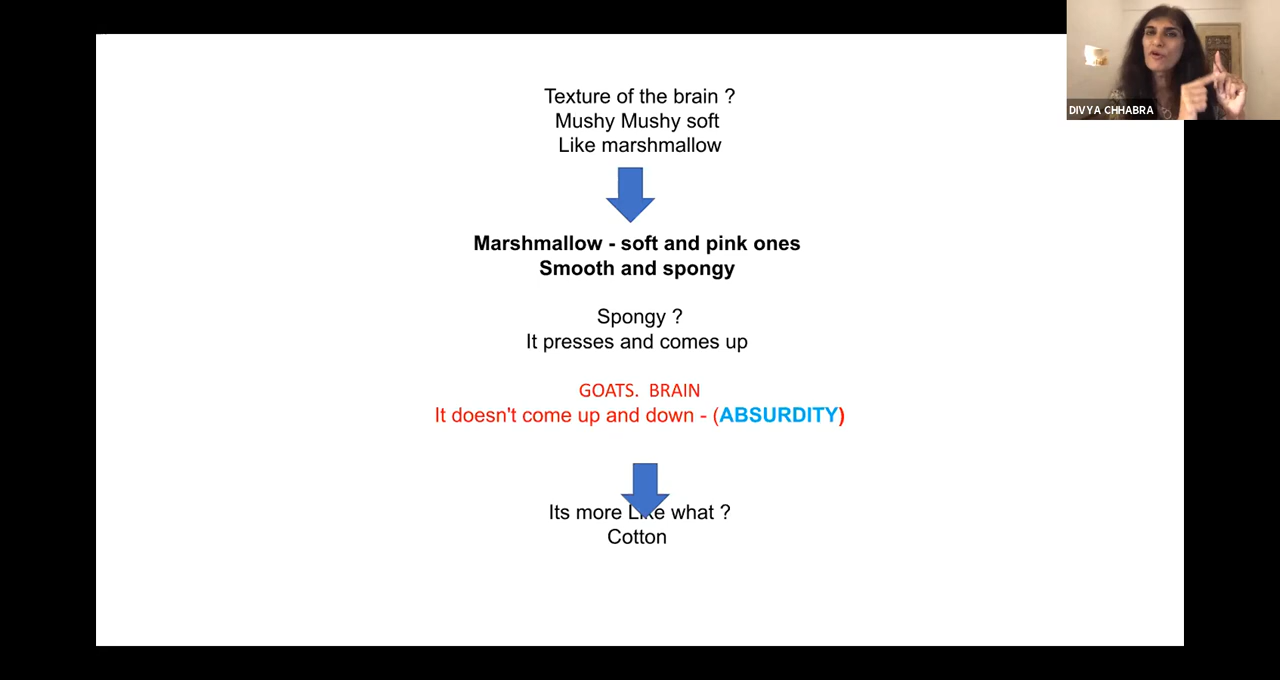 Texture of the brain ?
Mushy Mushy soft
Like marshmallow
Marshmallow - soft and pink ones
Smooth and spongy
Spongy ?
It presses and comes up
GOATS. BRAIN
It doesn't come up and down - (ABSURDITY)
Its more Like what ?
Cotton
DIVYA CHHABRA